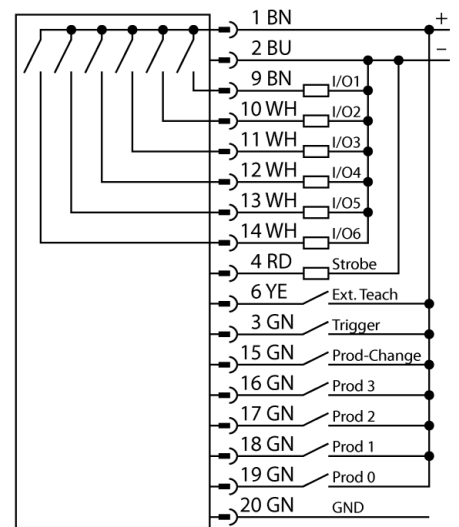 1 BN +
2 BU −
9 BN I/O1
10 WH I/O2
11 WH I/O3
12 WH I/O4
13 WH I/O5
14 WH I/O6
4 RD Strobe
6 YE Ext. Teach
3 GN Trigger
15 GN Prod-Change
16 GN Prod 3
17 GN Prod 2
18 GN Prod 1
19 GN Prod 0
20 GN GND